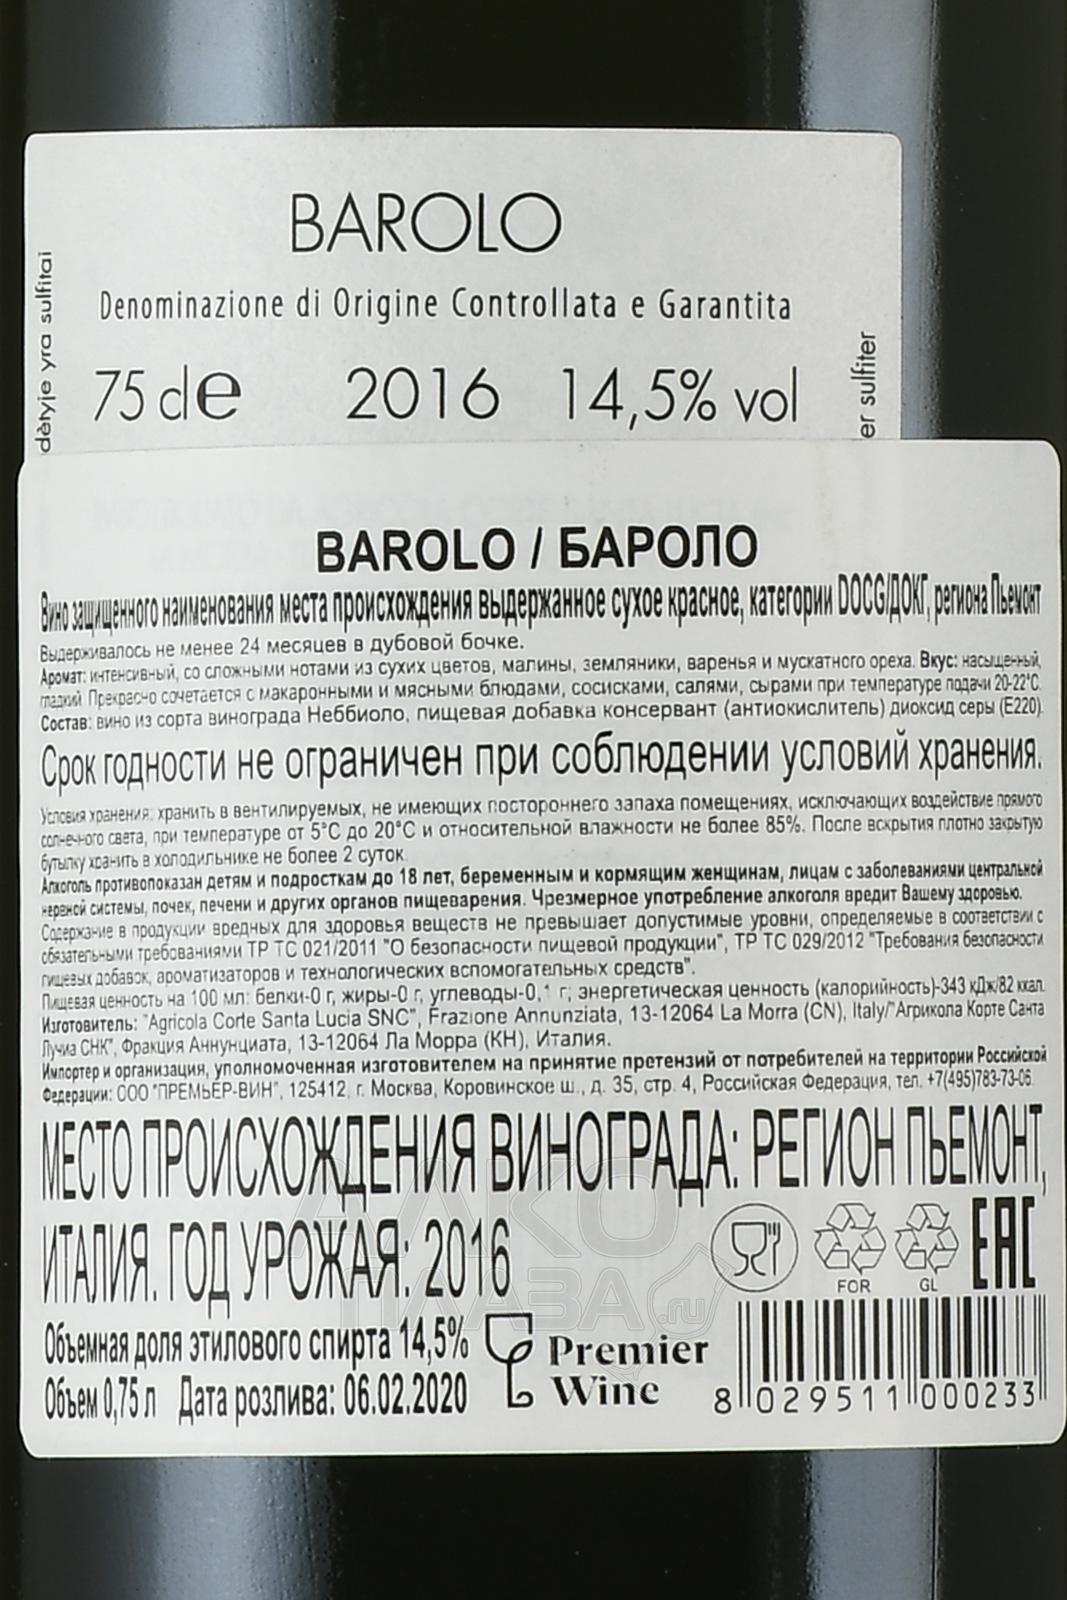 BAROLO
Denominazione di Origine Controllata e Garantita
75 cl e 2016 14,5% vol
dėtyje yra sulfitai
er sulfiter
BAROLO / БАРОЛО
Вино защищенного наименования места происхождения выдержанное сухое красное, категории DOCG/ДОКГ, региона Пьемонт
Выдерживалось не менее 24 месяцев в дубовой бочке.
Аромат: интенсивный, со сложными нотами из сухих цветов, малины, земляники, варенья и мускатного ореха. Вкус: насыщенный,
гладкий. Прекрасно сочетается с макаронными и мясными блюдами, сосисками, салями, сырами при температуре подачи 20-22°C.
Состав: вино из сорта винограда Неббиоло, пищевая добавка консервант (антиокислитель) диоксид серы (E220).
Срок годности не ограничен при соблюдении условий хранения.
Условия хранения: хранить в вентилируемых, не имеющих постороннего запаха помещениях, исключающих воздействие прямого
солнечного света, при температуре от 5°C до 20°C и относительной влажности не более 85%. После вскрытия плотно закрытую
бутылку хранить в холодильнике не более 2 суток.
Алкоголь противопоказан детям и подросткам до 18 лет, беременным и кормящим женщинам, лицам с заболеваниями центральной
нервной системы, почек, печени и других органов пищеварения. Чрезмерное употребление алкоголя вредит Вашему здоровью.
Содержание в продукции вредных для здоровья веществ не превышает допустимые уровни, определяемые в соответствии с
обязательными требованиями ТР ТС 021/2011 "О безопасности пищевой продукции", ТР ТС 029/2012 "Требования безопасности
пищевых добавок, ароматизаторов и технологических вспомогательных средств".
Пищевая ценность на 100 мл: белки-0 г, жиры-0 г, углеводы-0,1 г; энергетическая ценность (калорийность)-343 кДж/82 ккал.
Изготовитель: "Agricola Corte Santa Lucia SNC", Frazione Annunziata, 13-12064 La Morra (CN), Italy/"Агрикола Корте Санта
Лучиа СНК", Фракция Аннунциата, 13-12064 Ла Морра (КН), Италия.
Импортер и организация, уполномоченная изготовителем на принятие претензий от потребителей на территории Российской
Федерации: ООО "ПРЕМЬЕР-ВИН", 125412, г. Москва, Коровинское ш., д. 35, стр. 4, Российская Федерация, тел. +7(495)783-73-06.
МЕСТО ПРОИСХОЖДЕНИЯ ВИНОГРАДА: РЕГИОН ПЬЕМОНТ,
ИТАЛИЯ. ГОД УРОЖАЯ: 2016
FOR GL EAC
Объемная доля этилового спирта 14,5%
Объем 0,75 л Дата розлива: 06.02.2020
Premier
Wine
8 029511 000233
АЛКО
ПЛАЗА.ru